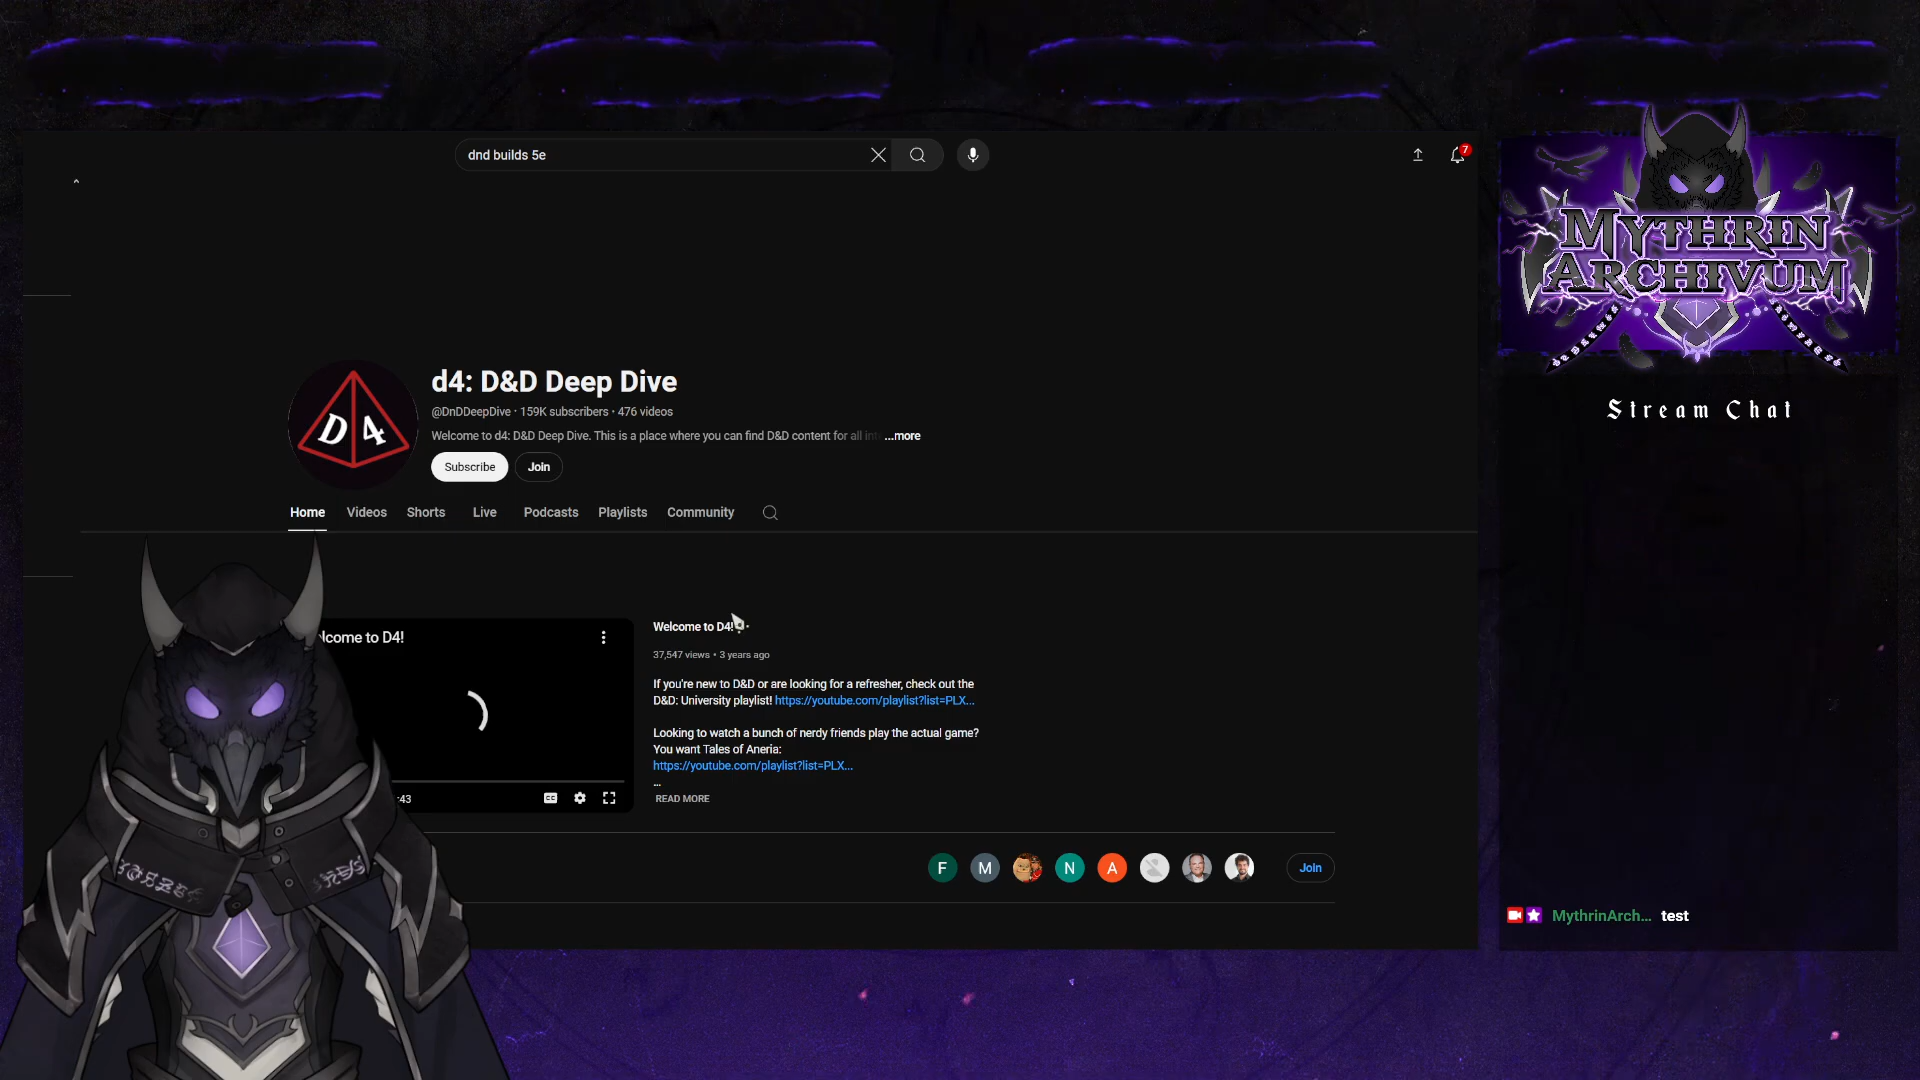 dnd builds 5e
7
MYTHRIN
ARCHIVUM
Stream Chat
D 4
d4: D&D Deep Dive
@DnDDeepDive · 159K subscribers · 476 videos
Welcome to d4: D&D Deep Dive. This is a place where you can find D&D content for all inte ...more
Subscribe
Join
Home
Videos
Shorts
Live
Podcasts
Playlists
Community
lcome to D4!
:43
CC
Welcome to D4!
37,547 views • 3 years ago
If you're new to D&D or are looking for a refresher, check out the
D&D: University playlist! https://youtube.com/playlist?list=PLX...
Looking to watch a bunch of nerdy friends play the actual game?
You want Tales of Aneria:
https://youtube.com/playlist?list=PLX...
...
READ MORE
F
M
N
A
Join
MythrinArch... test